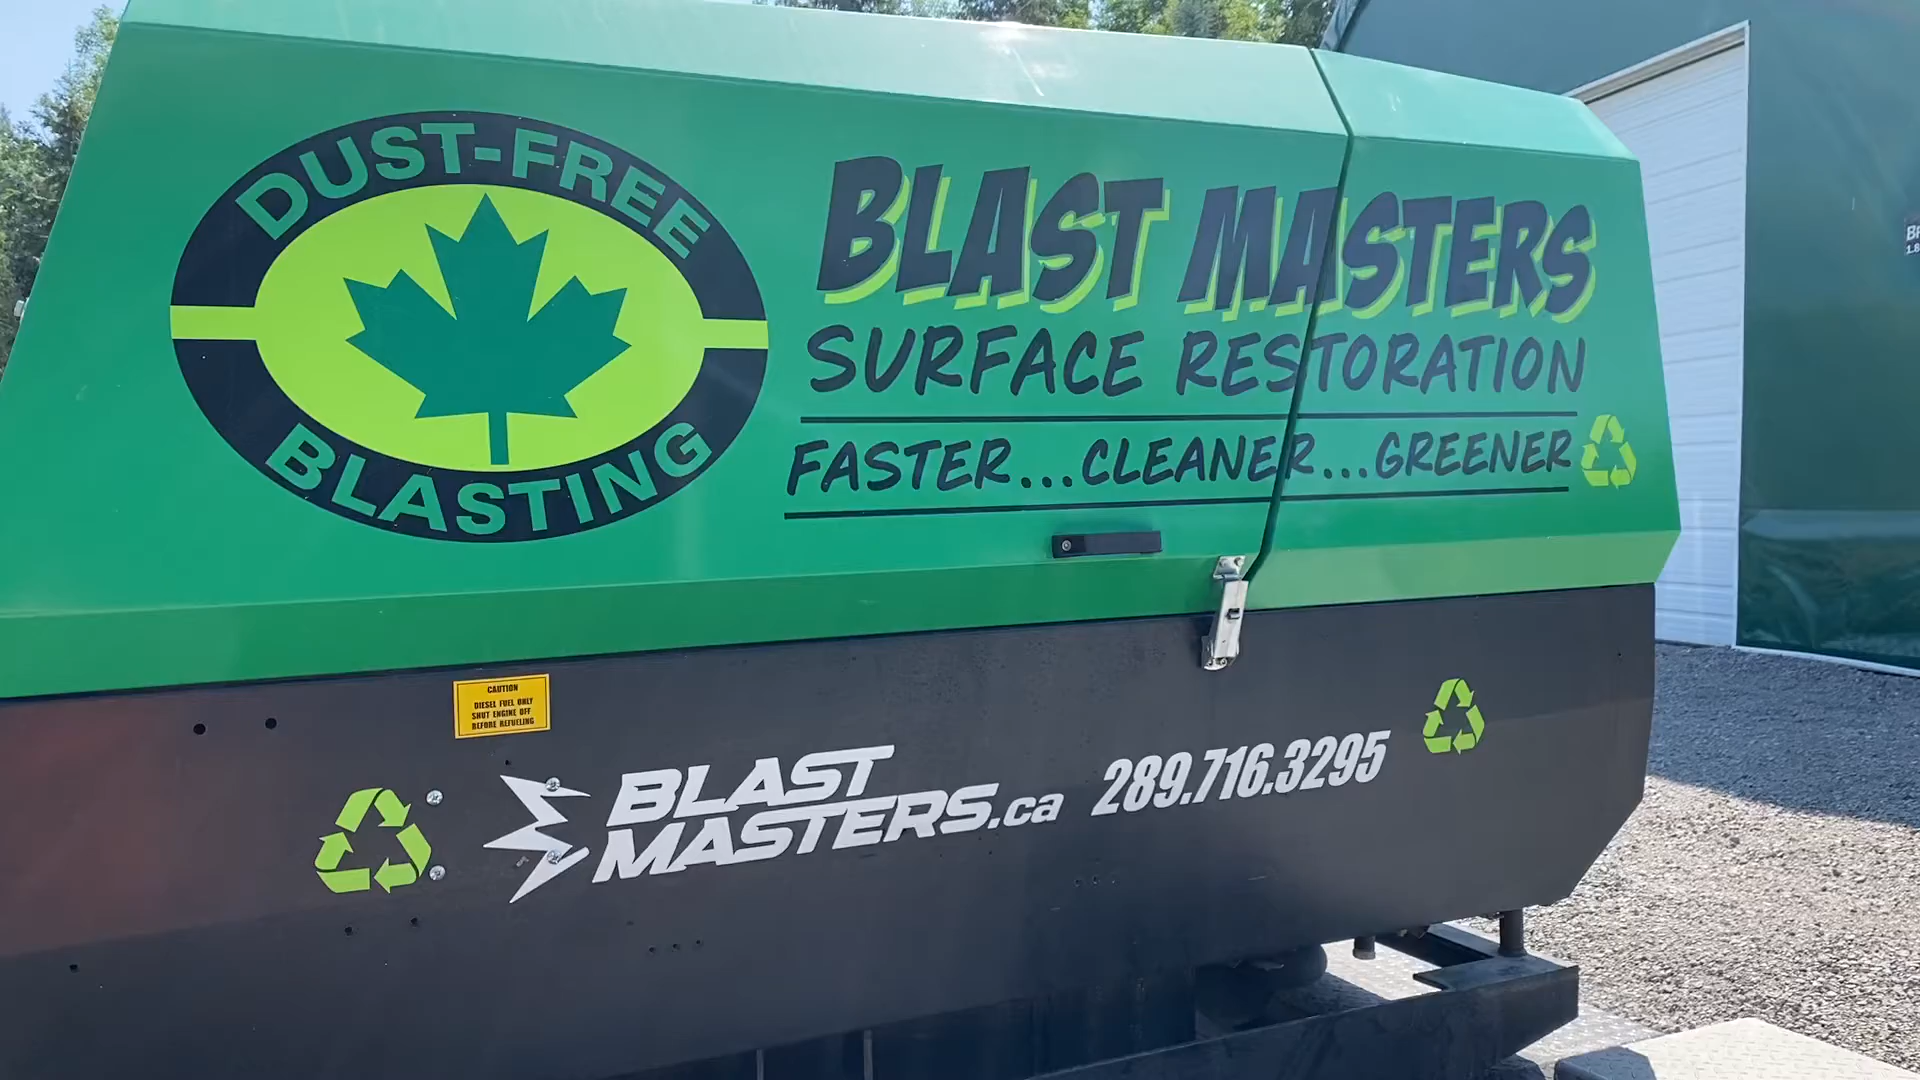 DUST-FREE
BLASTING
BLAST MASTERS
SURFACE RESTORATION
FASTER...CLEANER...GREENER
CAUTION
DIESEL FUEL ONLY
SHUT ENGINE OFF
BEFORE REFUELING
BLAST
MASTERS.ca
289.716.3295